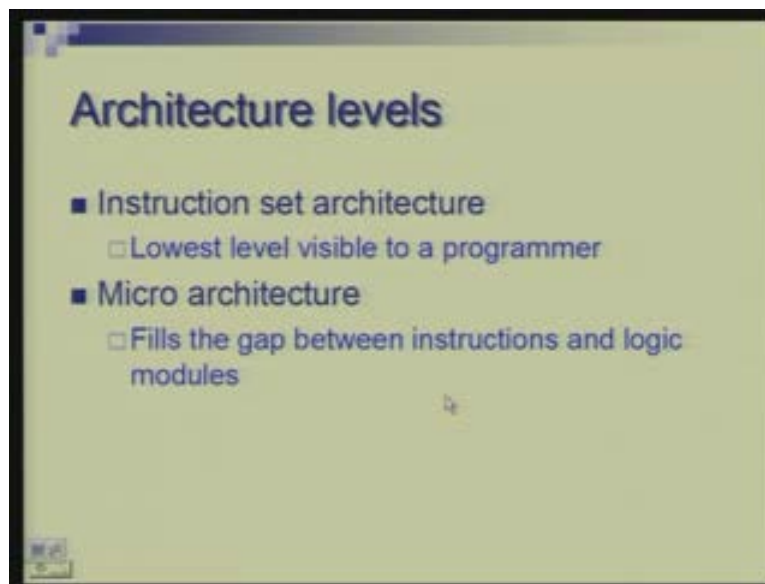 Architecture levels
Instruction set architecture
Lowest level visible to a programmer
Micro architecture
Fills the gap between instructions and logic
modules